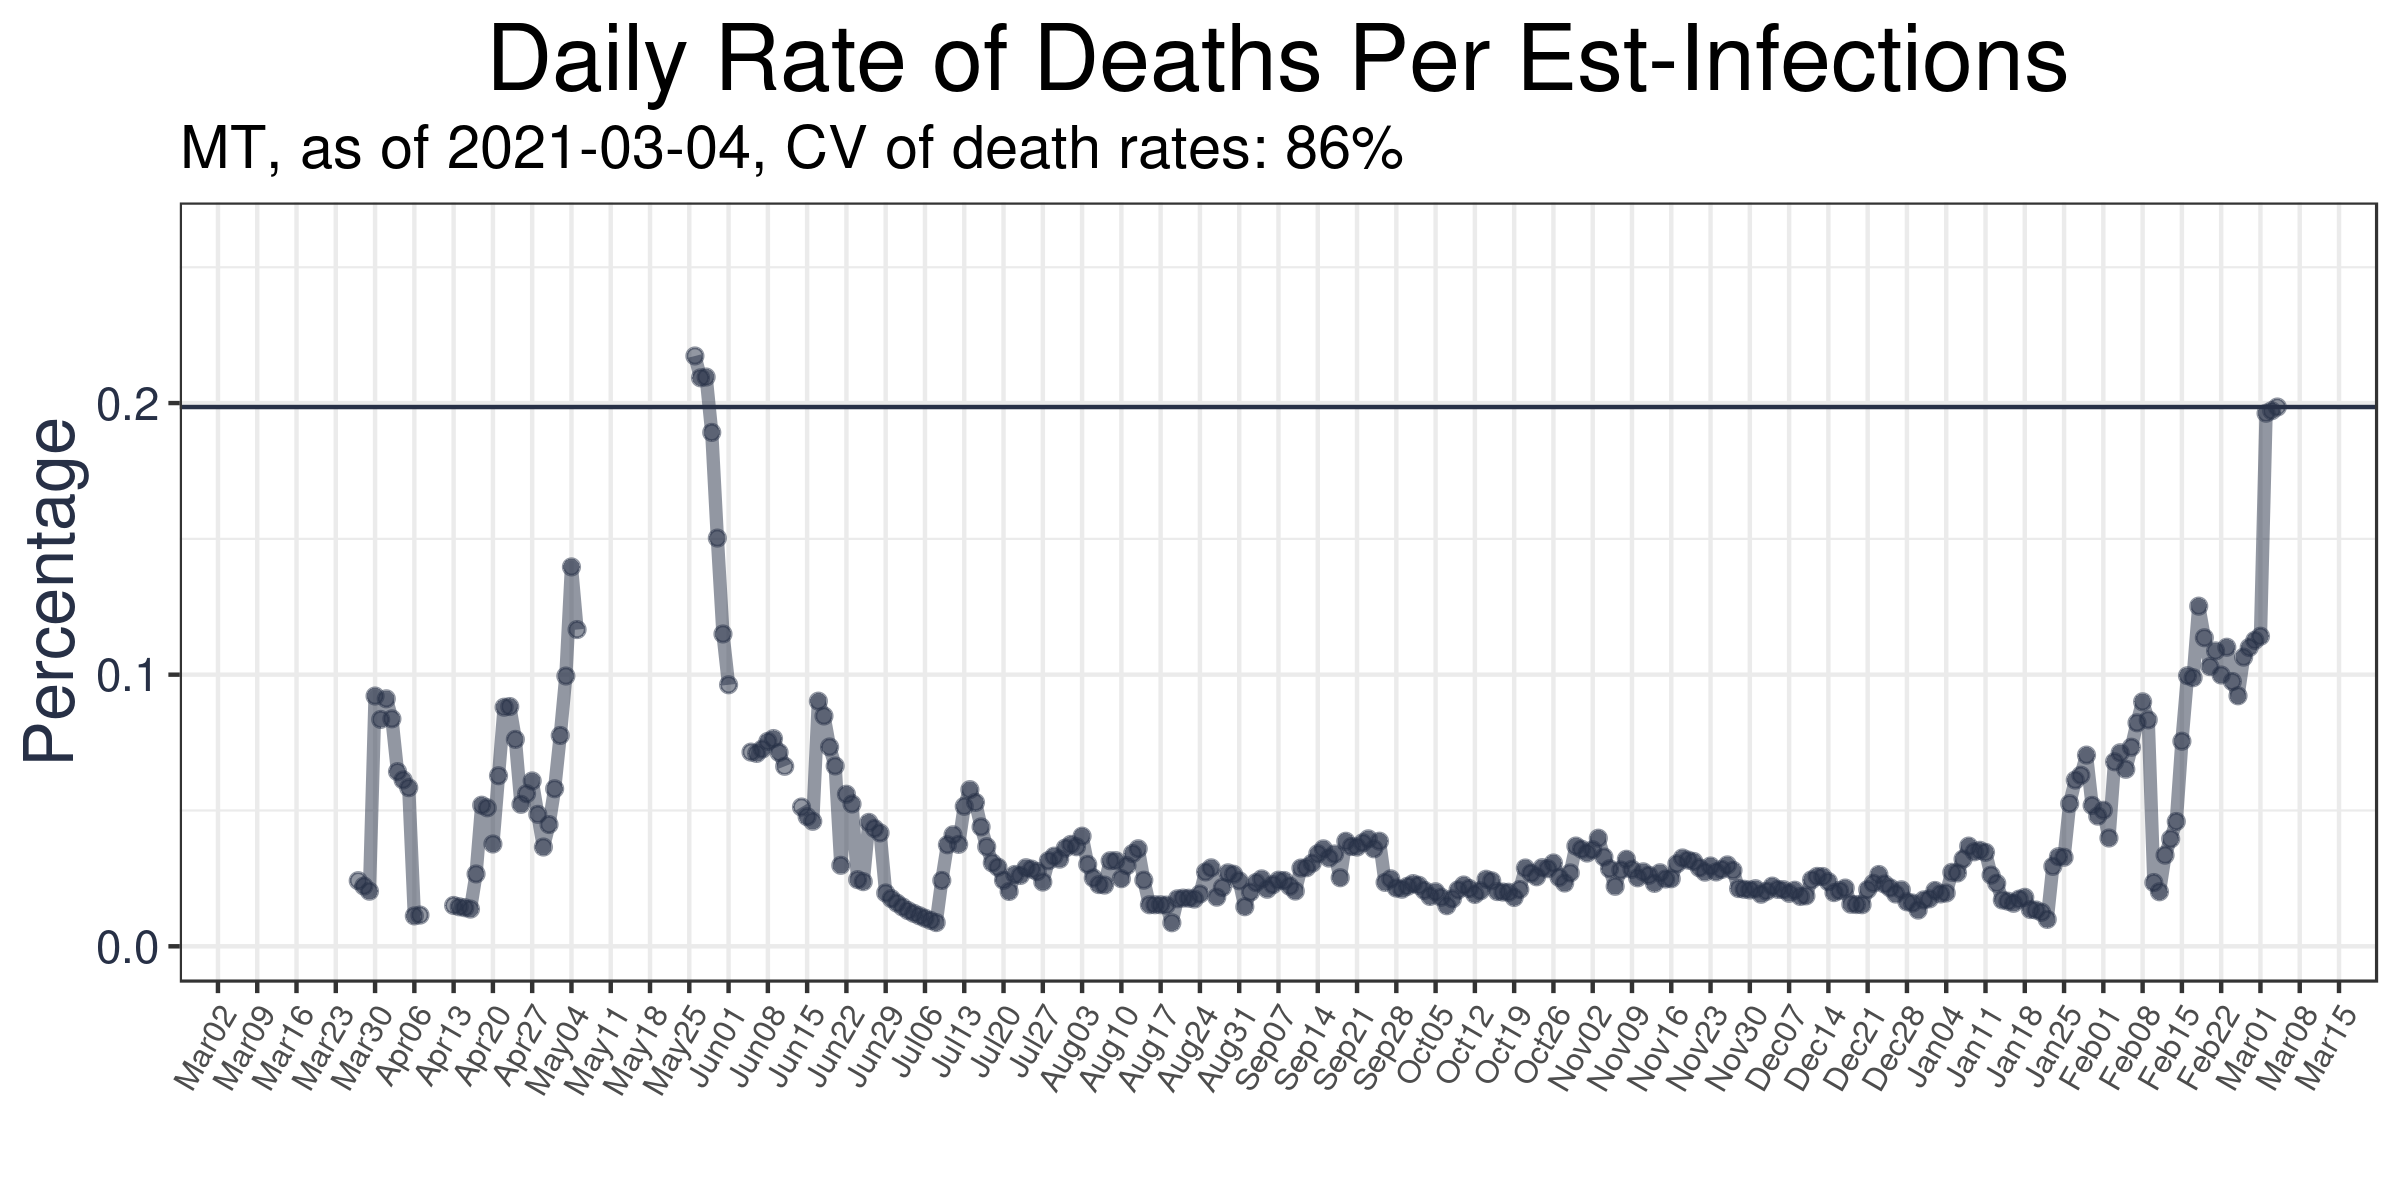 Daily Rate of Deaths Per Est-Infections
MT, as of 2021-03-04, CV of death rates: 86%
Percentage
0.2
0.1
0.0
Mar02
Mar09
Mar16
Mar23
Mar30
Apr06
Apr13
Apr20
Apr27
May04
May11
May18
May25
Jun01
Jun08
Jun15
Jun22
Jun29
Jul06
Jul13
Jul20
Jul27
Aug03
Aug10
Aug17
Aug24
Aug31
Sep07
Sep14
Sep21
Sep28
Oct05
Oct12
Oct19
Oct26
Nov02
Nov09
Nov16
Nov23
Nov30
Dec07
Dec14
Dec21
Dec28
Jan04
Jan11
Jan18
Jan25
Feb01
Feb08
Feb15
Feb22
Mar01
Mar08
Mar15